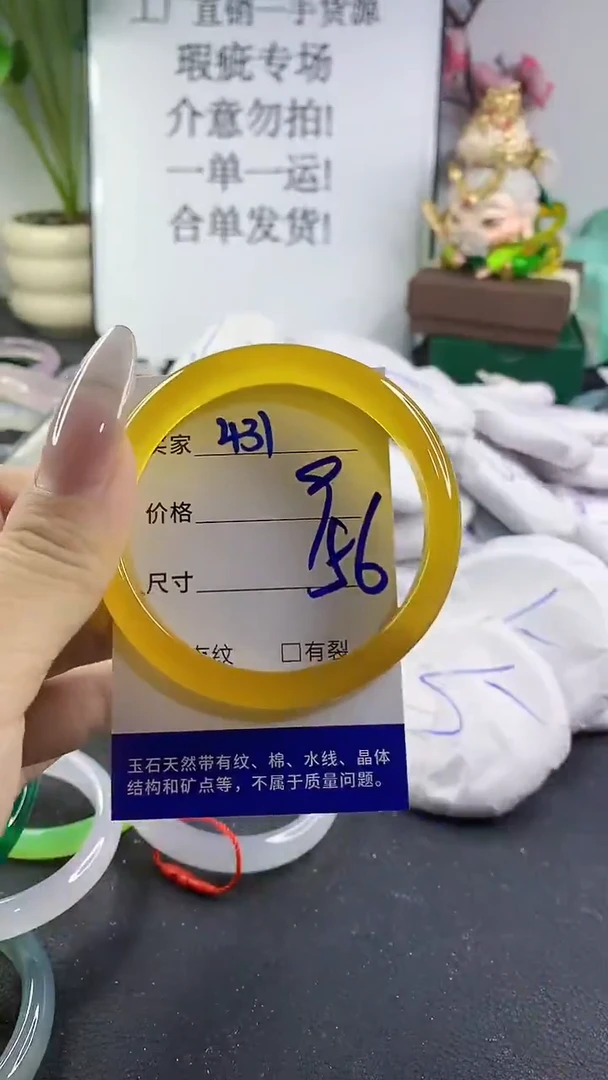 工厂直销一手货源
瑕疵专场
介意勿拍!
一单一运!
合单发货!
买家 431
价格
尺寸 56
有纹 □有裂
玉石天然带有纹、棉、水线、晶体
结构和矿点等，不属于质量问题。